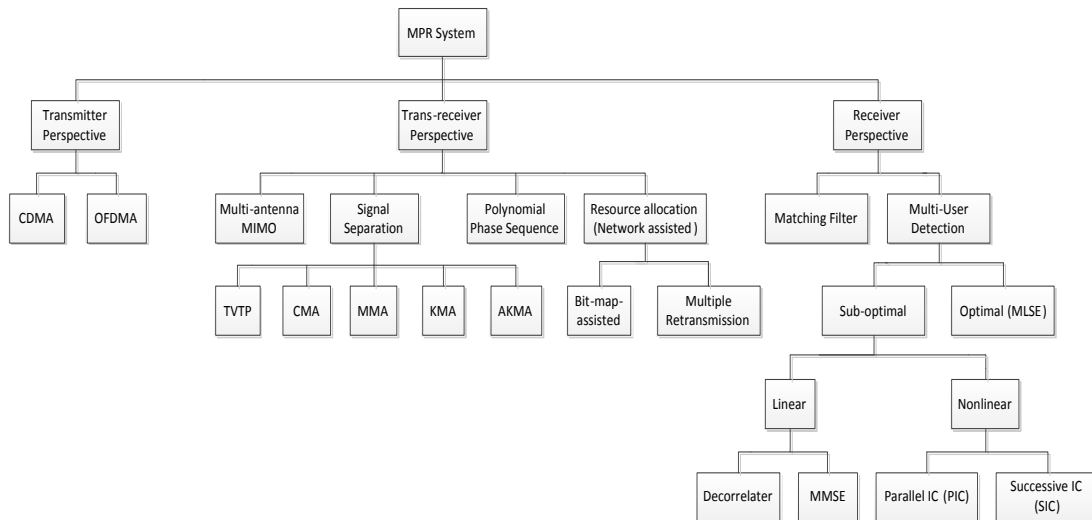 MPR System
Transmitter
Perspective
Trans-receiver
Perspective
Receiver
Perspective
CDMA
OFDMA
Multi-antenna
MIMO
Signal
Separation
Polynomial
Phase Sequence
Resource allocation
(Network assisted )
Matching Filter
Multi-User
Detection
TVTP
CMA
MMA
KMA
AKMA
Bit-map-
assisted
Multiple
Retransmission
Sub-optimal
Optimal (MLSE)
Linear
Nonlinear
Decorrelater
MMSE
Parallel IC (PIC)
Successive IC
(SIC)